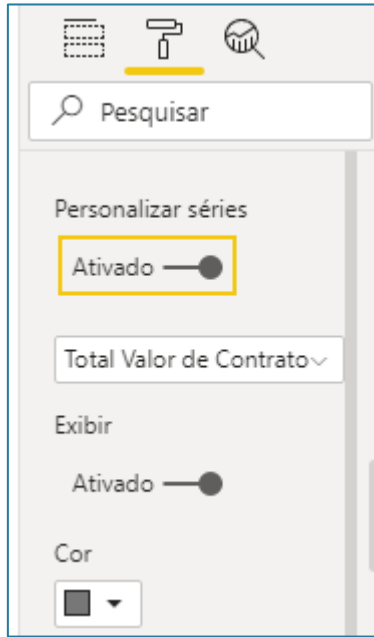 Pesquisar
Personalizar séries
Ativado
Total Valor de Contrato
Exibir
Ativado
Cor